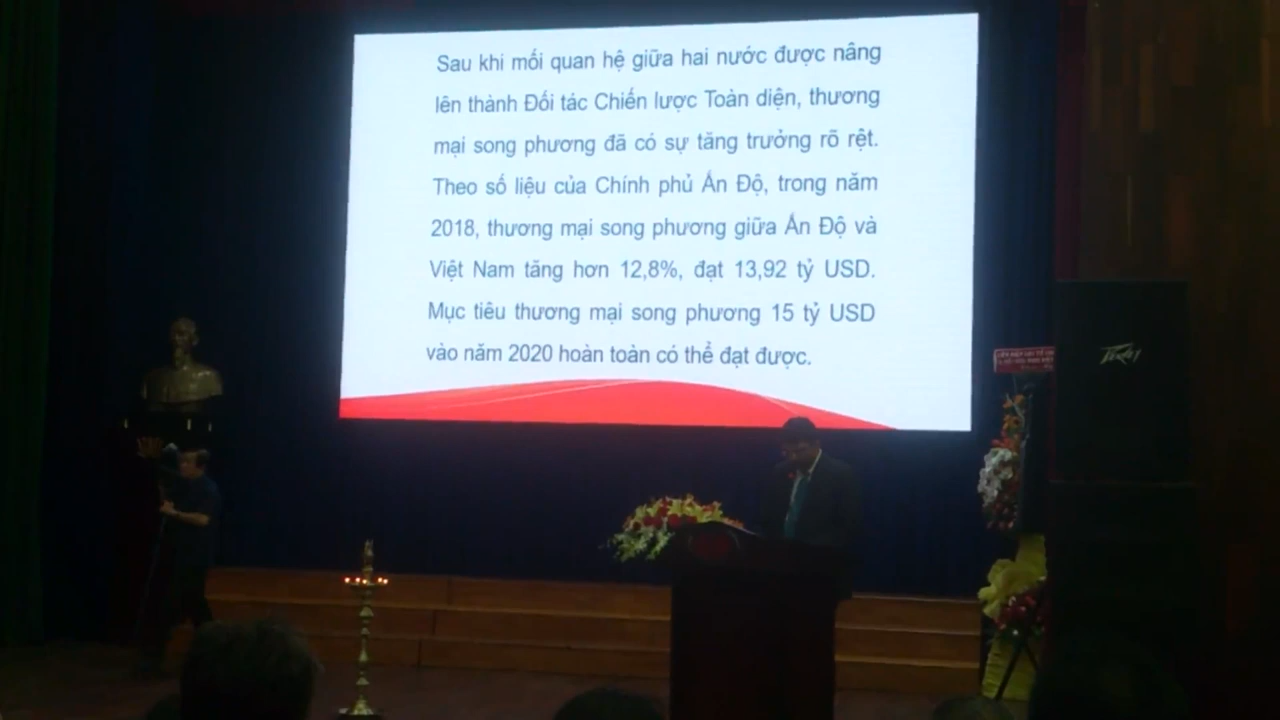 Sau khi mối quan hệ giữa hai nước được nâng
lên thành Đối tác Chiến lược Toàn diện, thương
mại song phương đã có sự tăng trưởng rõ rệt.
Theo số liệu của Chính phủ Ấn Độ, trong năm
2018, thương mại song phương giữa Ấn Độ và
Việt Nam tăng hơn 12,8%, đạt 13,92 tỷ USD.
Mục tiêu thương mại song phương 15 tỷ USD
vào năm 2020 hoàn toàn có thể đạt được.
Peavey